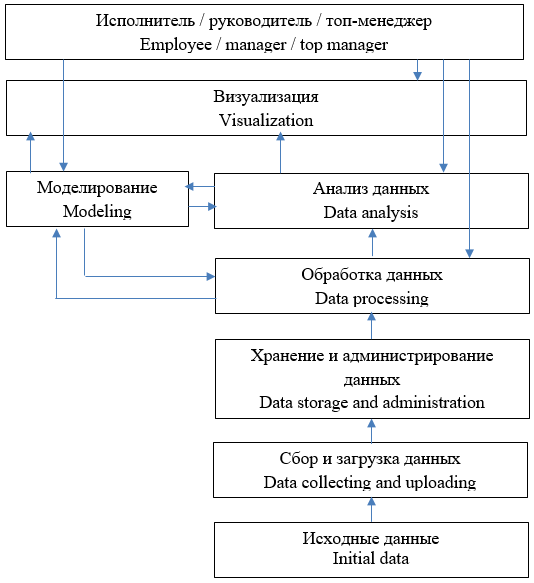 Исполнитель / руководитель / топ-менеджер
Employee / manager / top manager
Визуализация
Visualization
Моделирование
Modeling
Анализ данных
Data analysis
Обработка данных
Data processing
Хранение и администрирование
данных
Data storage and administration
Сбор и загрузка данных
Data collecting and uploading
Исходные данные
Initial data